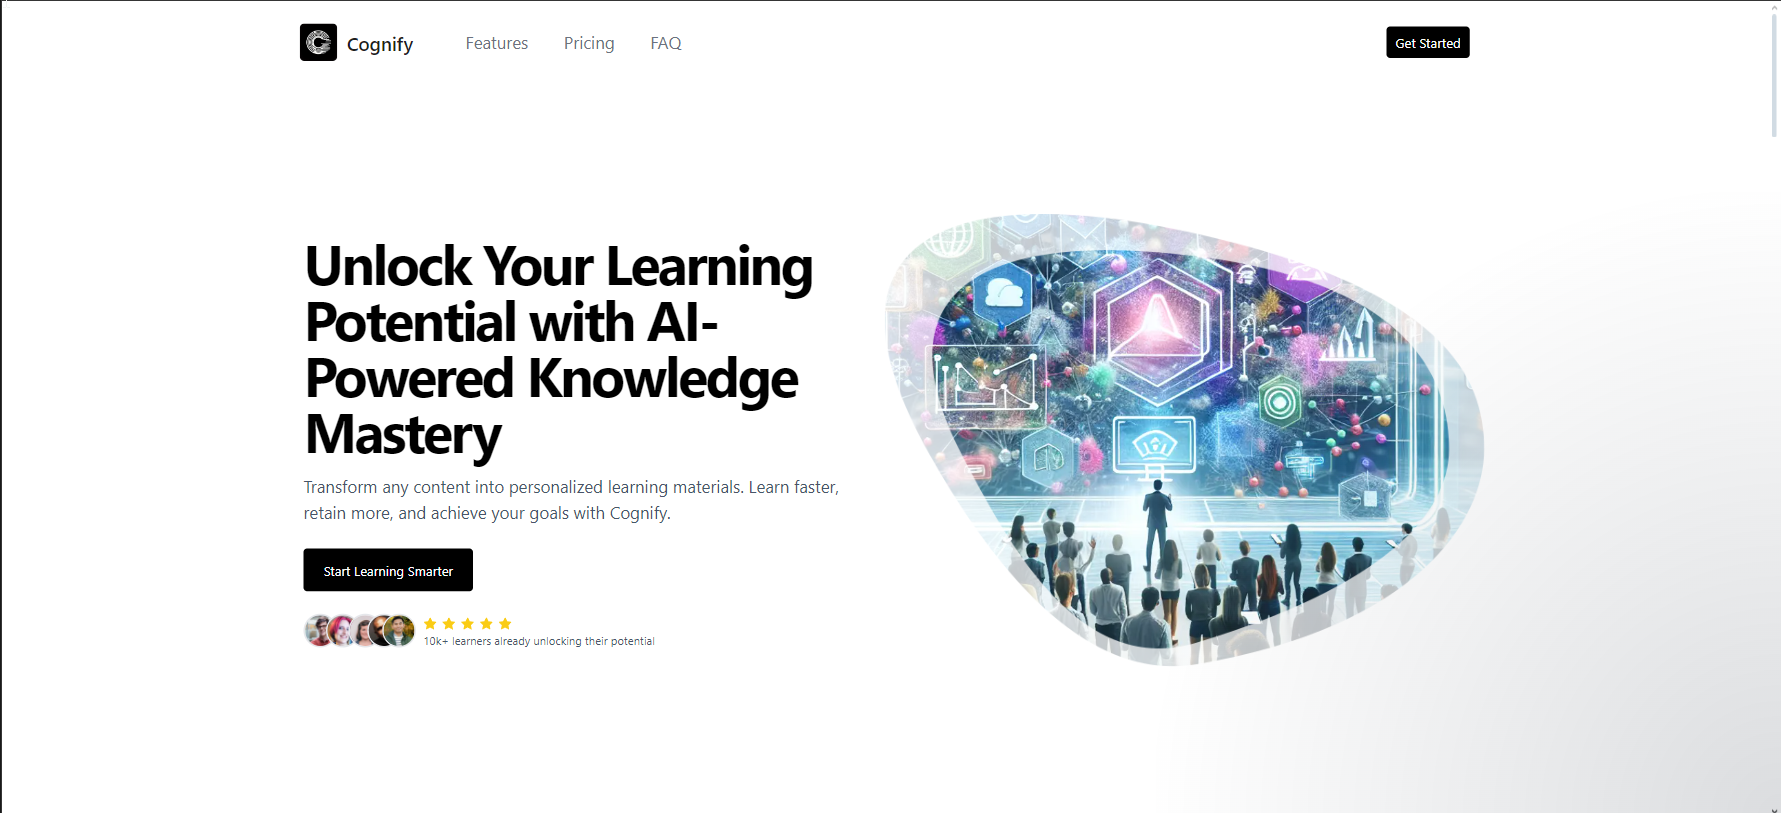 Cognify
Features
Pricing
FAQ
Get Started
Unlock Your Learning
Potential with AI-
Powered Knowledge
Mastery
Transform any content into personalized learning materials. Learn faster,
retain more, and achieve your goals with Cognify.
Start Learning Smarter
10k+ learners already unlocking their potential